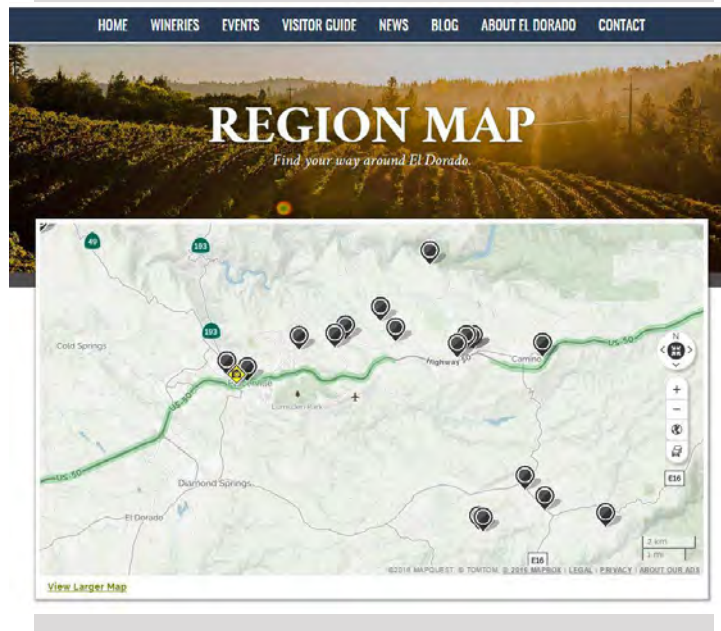 HOME WINERIES EVENTS VISITOR GUIDE NEWS BLOG ABOUT EL DORADO CONTACT
REGION MAP
Find your way around El Dorado.
49
193
N
193
Cold Springs
US-50
Highway 50
Camino
+
US-50
−
Diamond Springs
E16
El Dorado
2 km
1 mi
E16
©2016 MAPQUEST © TOMTOM © 2016 MAPBOX | LEGAL | PRIVACY | ABOUT OUR ADS
View Larger Map